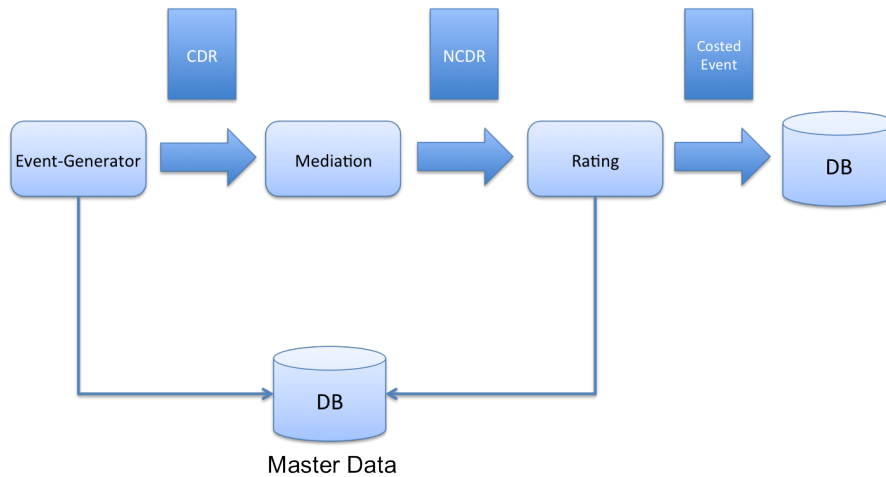 CDR
NCDR
Costed
Event
Event-Generator
Mediation
Rating
DB
DB
Master Data